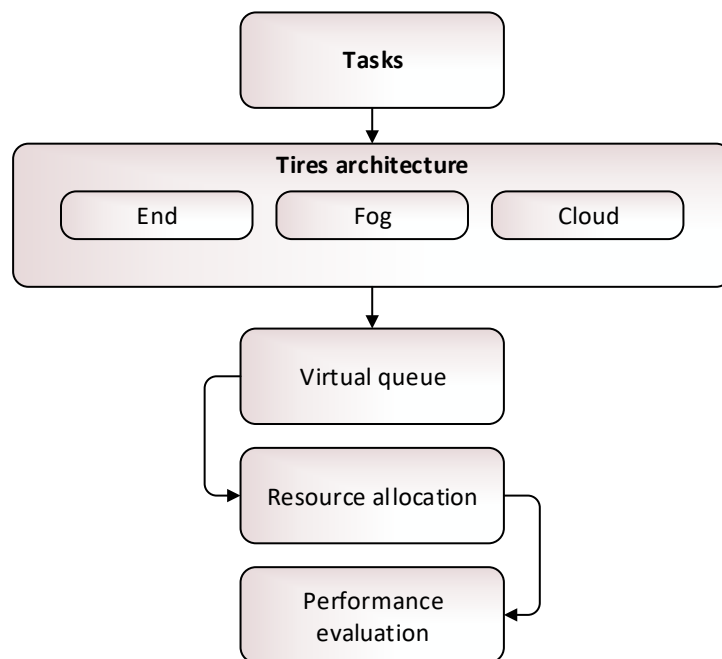 Tasks
Tires architecture
End
Fog
Cloud
Virtual queue
Resource allocation
Performance
evaluation